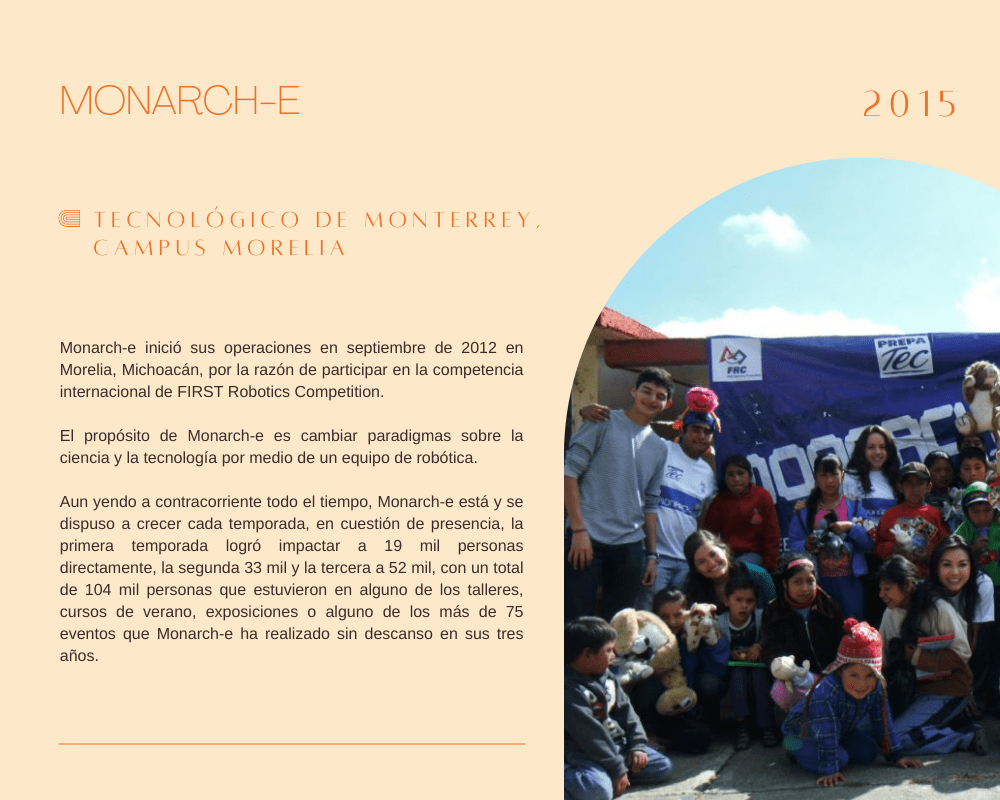 MONARCH-E
2015
TECNOLÓGICO DE MONTERREY,
CAMPUS MORELIA
Monarch-e inició sus operaciones en septiembre de 2012 en
Morelia, Michoacán, por la razón de participar en la competencia
internacional de FIRST Robotics Competition.
El propósito de Monarch-e es cambiar paradigmas sobre la
ciencia y la tecnología por medio de un equipo de robótica.
Aun yendo a contracorriente todo el tiempo, Monarch-e está y se
dispuso a crecer cada temporada, en cuestión de presencia, la
primera temporada logró impactar a 19 mil personas
directamente, la segunda 33 mil y la tercera a 52 mil, con un total
de 104 mil personas que estuvieron en alguno de los talleres,
cursos de verano, exposiciones o alguno de los más de 75
eventos que Monarch-e ha realizado sin descanso en sus tres
años.
FRC
PREPA
Tec